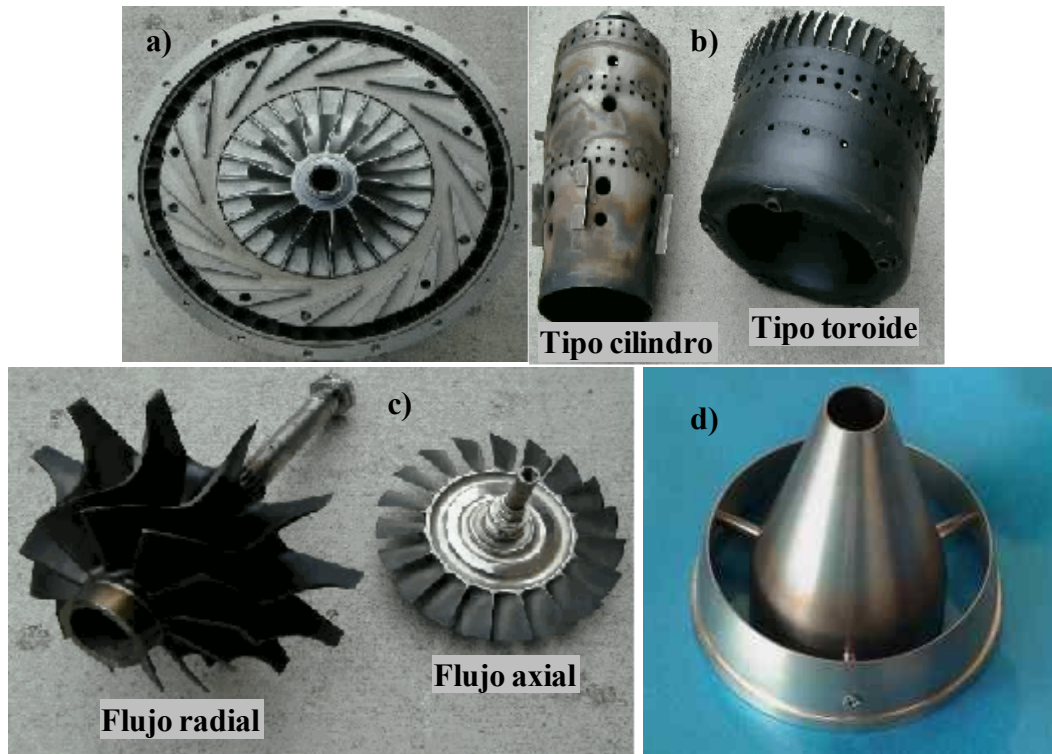 a)
b)
Tipo cilindro
Tipo toroide
c)
d)
Flujo radial
Flujo axial